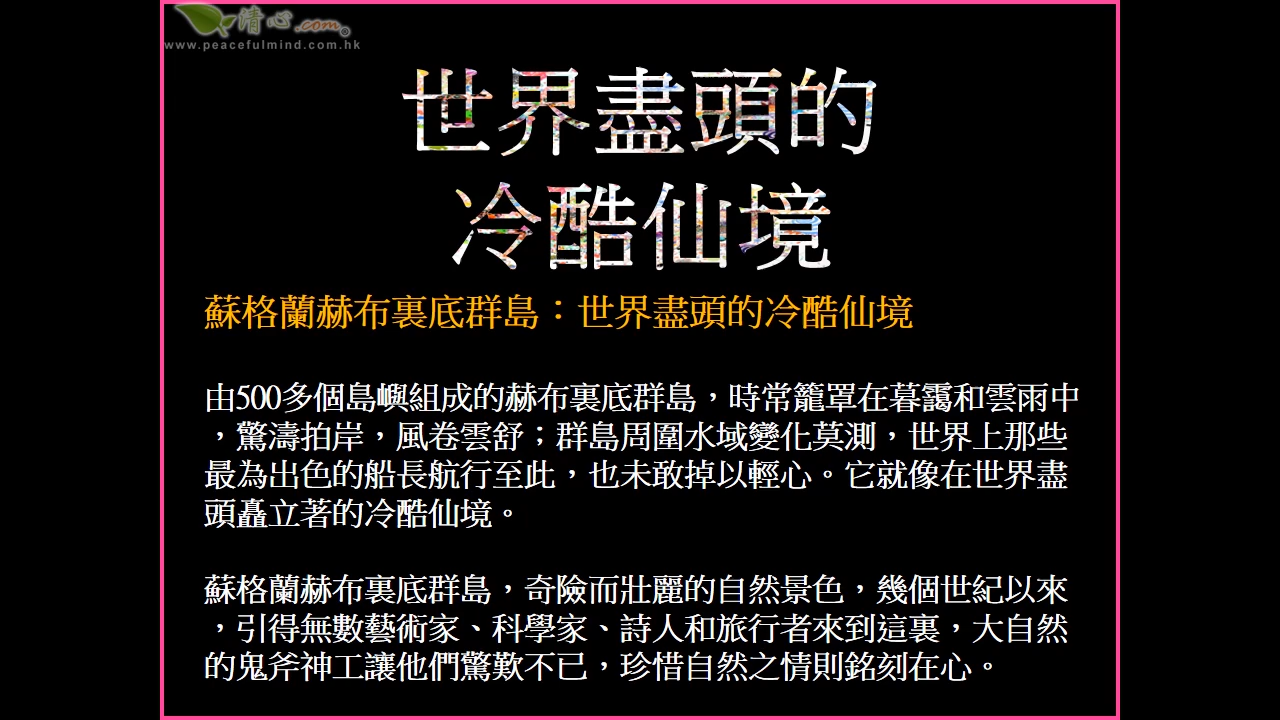 清心.com
www.peacefulmind.com.hk
世界盡頭的
冷酷仙境
蘇格蘭赫布裏底群島：世界盡頭的冷酷仙境
由500多個島嶼組成的赫布裏底群島，時常籠罩在暮靄和雲雨中
，驚濤拍岸，風卷雲舒；群島周圍水域變化莫測，世界上那些
最為出色的船長航行至此，也未敢掉以輕心。它就像在世界盡
頭矗立著的冷酷仙境。
蘇格蘭赫布裏底群島，奇險而壯麗的自然景色，幾個世紀以來
，引得無數藝術家、科學家、詩人和旅行者來到這裏，大自然
的鬼斧神工讓他們驚歎不已，珍惜自然之情則銘刻在心。